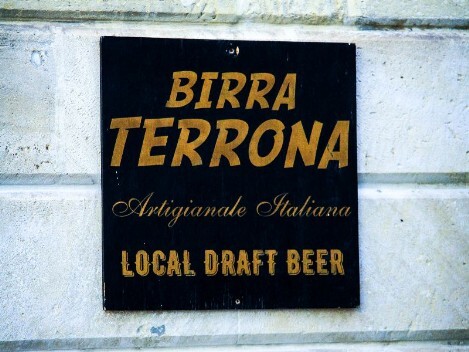 BIRRA
TERRONA
Artigianale Italiana
LOCAL DRAFT BEER